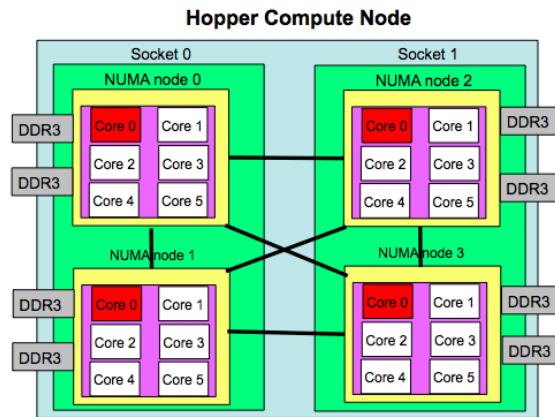 Hopper Compute Node
Socket 0 Socket 1
NUMA node 0 NUMA node 2
DDR3 Core 0 Core 1 Core 0 Core 1 DDR3
Core 2 Core 3 Core 2 Core 3
DDR3 Core 4 Core 5 Core 4 Core 5 DDR3
NUMA node 1 NUMA node 3
DDR3 Core 0 Core 1 Core 0 Core 1 DDR3
Core 2 Core 3 Core 2 Core 3
DDR3 Core 4 Core 5 Core 4 Core 5 DDR3